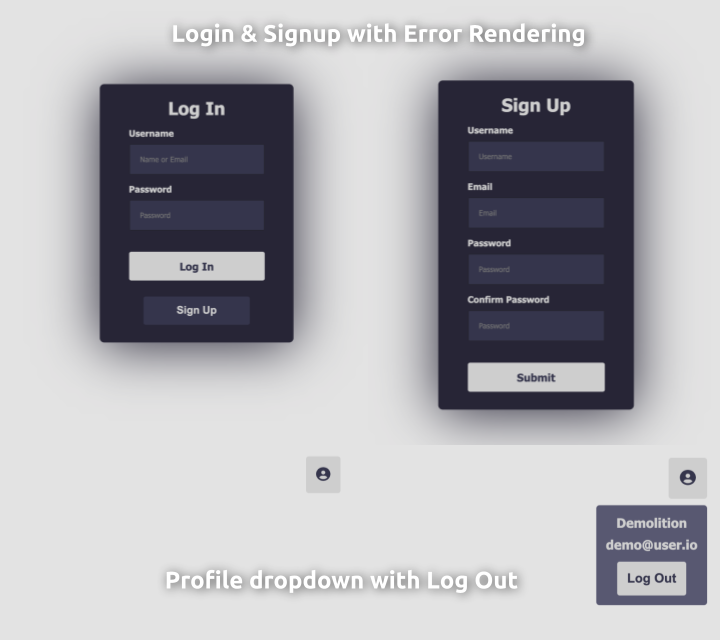 Login & Signup with Error Rendering
Log In
Username
Name or Email
Password
Password
Log In
Sign Up
Sign Up
Username
Username
Email
Email
Password
Password
Confirm Password
Password
Submit
Demolition
demo@user.io
Log Out
Profile dropdown with Log Out